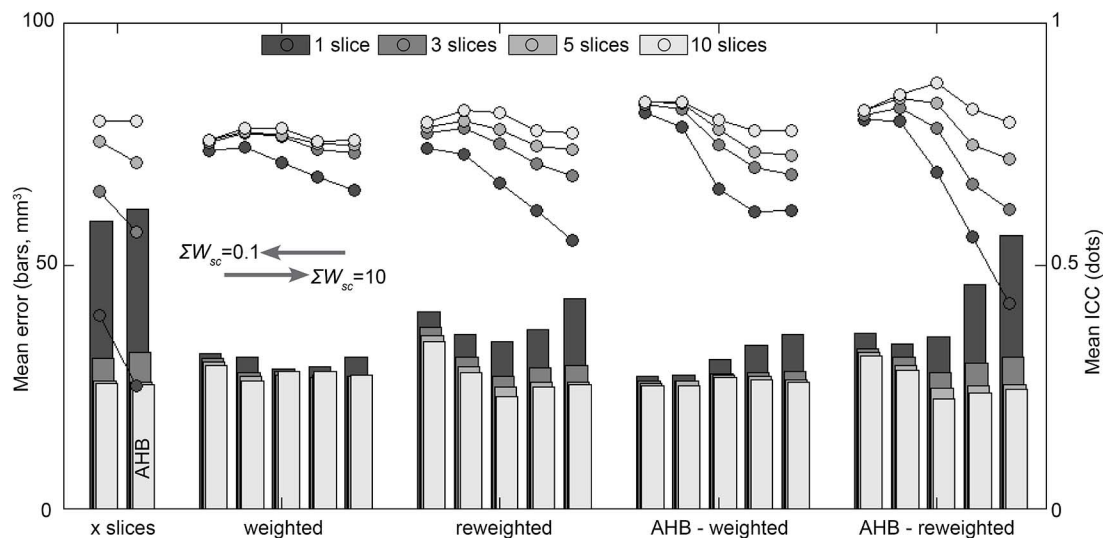 100
1
1 slice
3 slices
5 slices
10 slices
Mean error (bars, mm³)
Mean ICC (dots)
ΣWsc=0.1
ΣWsc=10
50
0.5
AHB
0
0
x slices
weighted
reweighted
AHB - weighted
AHB - reweighted